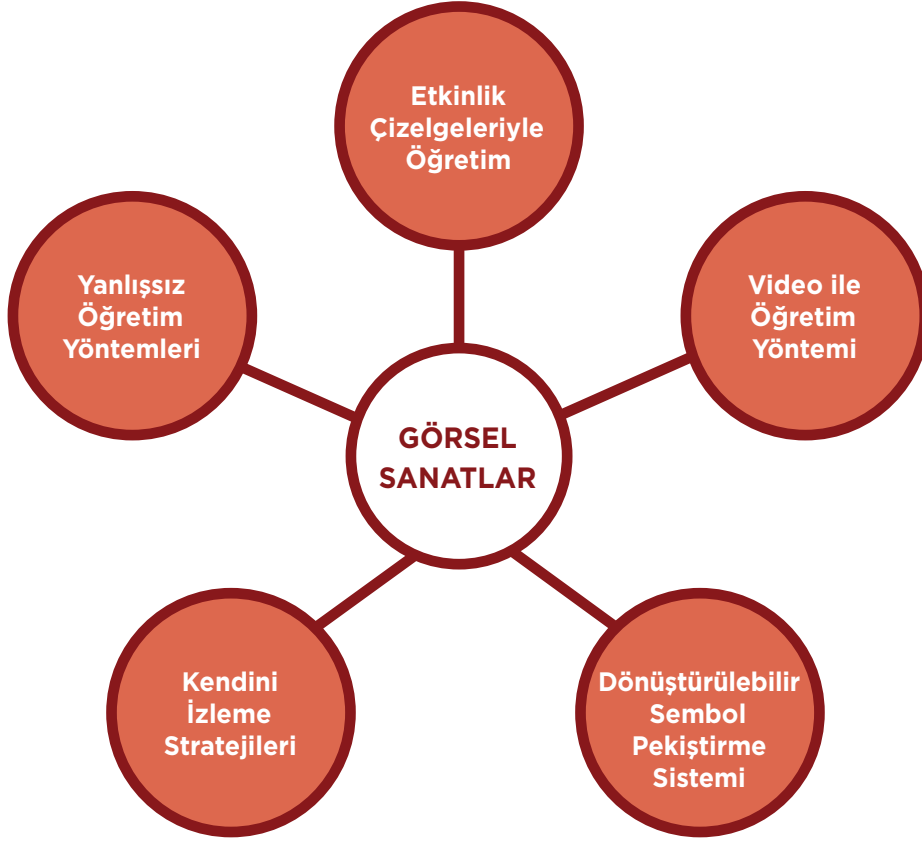 Etkinlik
Çizelgeleriyle
Öğretim
Yanlışsız
Öğretim
Yöntemleri
Video ile
Öğretim
Yöntemi
GÖRSEL
SANATLAR
Kendini
İzleme
Stratejileri
Dönüştürülebilir
Sembol
Pekiştirme
Sistemi